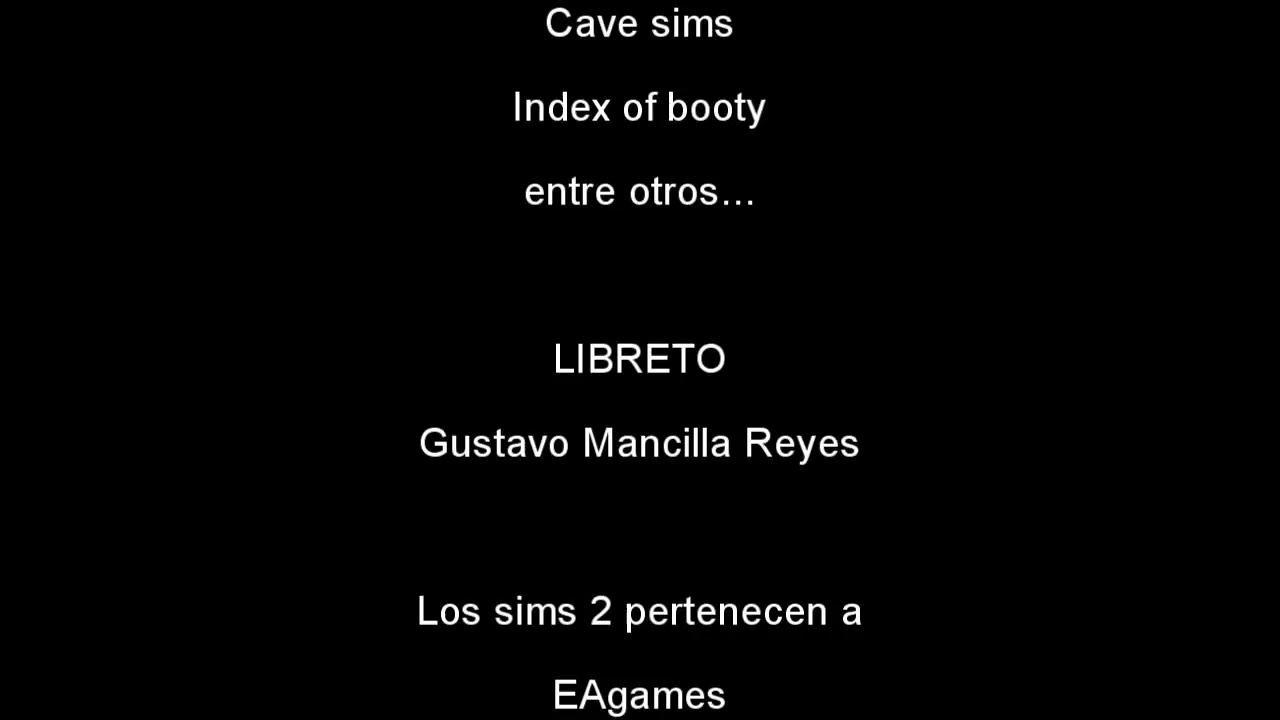 Cave sims
Index of booty
entre otros...
LIBRETO
Gustavo Mancilla Reyes
Los sims 2 pertenecen a
EAgames